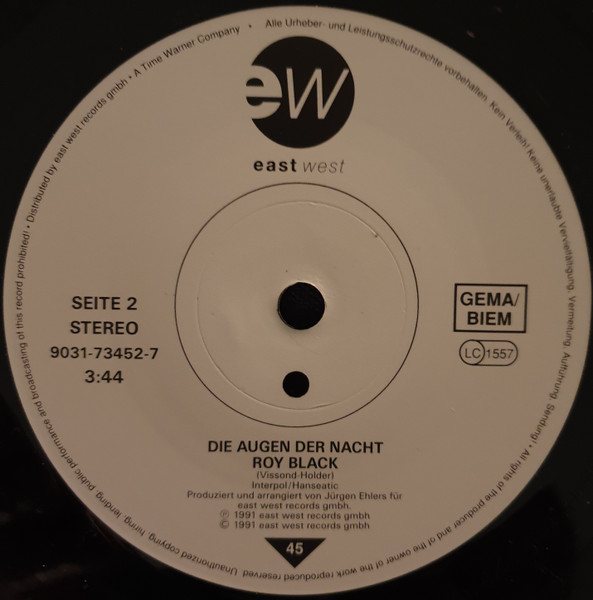 Alle Urheber- und Leistungsschutzrechte vorbehalten. Kein Verleih! Keine unerlaubte Vervielfältigung, Vermietung, Aufführung, Sendung! • All rights of the producer and of the owner of the work reproduced reserved. Unauthorized copying, hiring, lending, public performance and broadcasting of this record prohibited! • Distributed by east west records gmbh • A Time Warner Company •
ew
east west
SEITE 2
STEREO
9031-73452-7
3:44
GEMA/
BIEM
LC 1557
DIE AUGEN DER NACHT
ROY BLACK
(Vissond-Holder)
Interpol/Hanseatic
Produziert und arrangiert von Jürgen Ehlers für
east west records gmbh.
Ⓟ 1991 east west records gmbh
© 1991 east west records gmbh
45